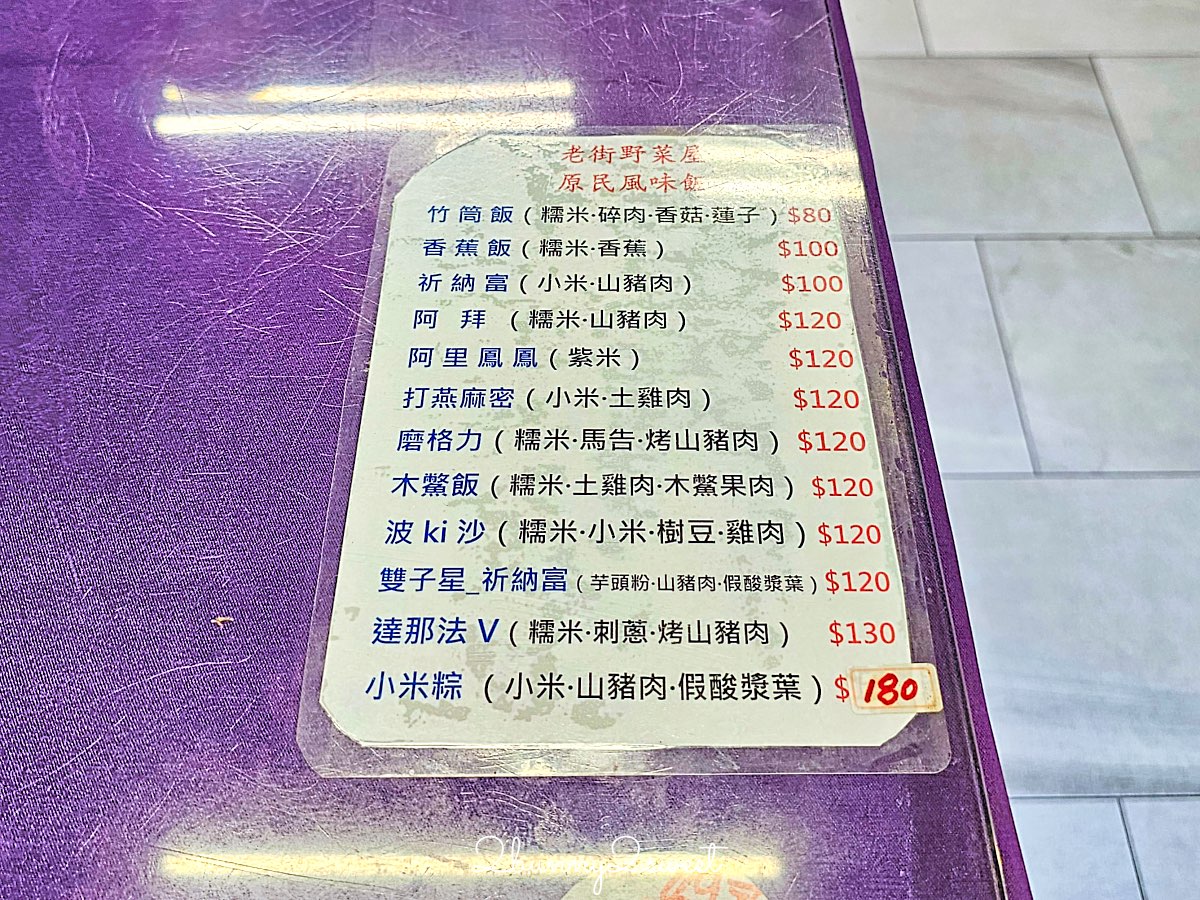 老街野菜屋
原民風味飯
竹筒飯(糯米·碎肉·香菇·蓮子) $80
香蕉飯(糯米·香蕉) $100
祈納富(小米·山豬肉) $100
阿拜(糯米·山豬肉) $120
阿里鳳鳳(紫米) $120
打燕麻密(小米·土雞肉) $120
磨格力(糯米·馬告·烤山豬肉) $120
木鱉飯(糯米·土雞肉·木鱉果肉) $120
波ki沙(糯米·小米·樹豆·雞肉) $120
雙子星_祈納富(芋頭粉·山豬肉·假酸漿葉) $120
達那法V(糯米·刺蔥·烤山豬肉) $130
小米粽(小米·山豬肉·假酸漿葉) $180